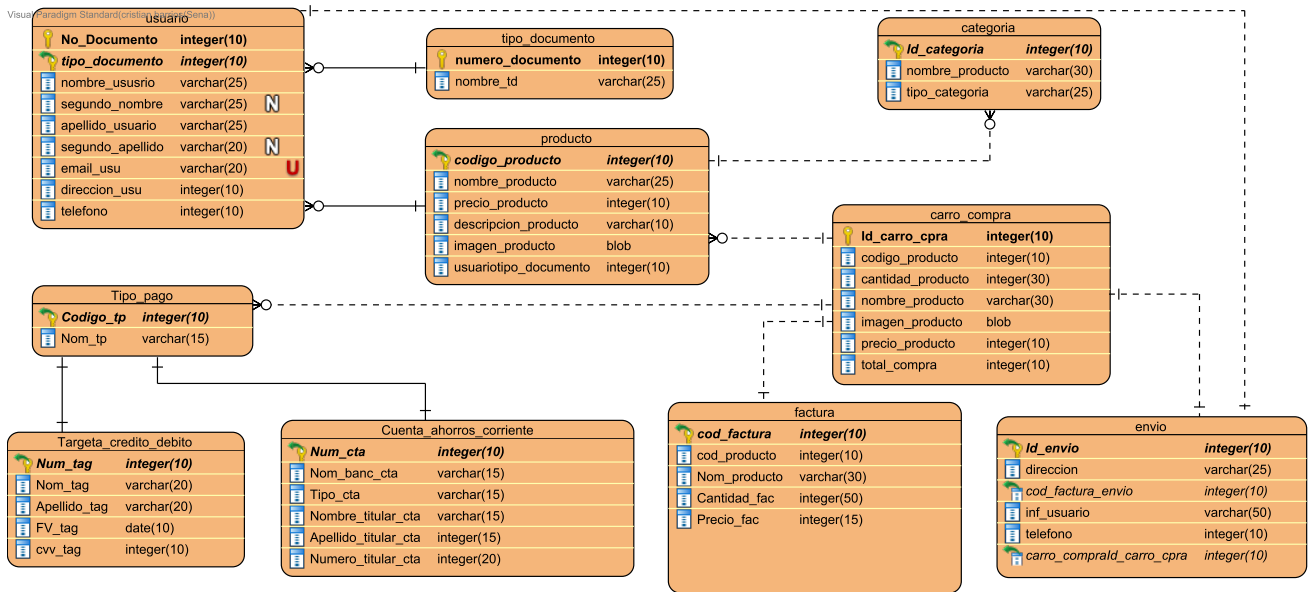 Visual Paradigm Standard(cristian barrios(Sena))
usuario
No_Documento integer(10)
tipo_documento integer(10)
nombre_ususrio varchar(25)
segundo_nombre varchar(25) N
apellido_usuario varchar(25)
segundo_apellido varchar(20) N
email_usu varchar(20) U
direccion_usu integer(10)
telefono integer(10)
tipo_documento
numero_documento integer(10)
nombre_td varchar(25)
categoria
Id_categoria integer(10)
nombre_producto varchar(30)
tipo_categoria varchar(25)
producto
codigo_producto integer(10)
nombre_producto varchar(25)
precio_producto integer(10)
descripcion_producto varchar(10)
imagen_producto blob
usuariotipo_documento integer(10)
carro_compra
Id_carro_cpra integer(10)
codigo_producto integer(10)
cantidad_producto integer(30)
nombre_producto varchar(30)
imagen_producto blob
precio_producto integer(10)
total_compra integer(10)
Tipo_pago
Codigo_tp integer(10)
Nom_tp varchar(15)
Targeta_credito_debito
Num_tag integer(10)
Nom_tag varchar(20)
Apellido_tag varchar(20)
FV_tag date(10)
cvv_tag integer(10)
Cuenta_ahorros_corriente
Num_cta integer(10)
Nom_banc_cta varchar(15)
Tipo_cta varchar(15)
Nombre_titular_cta varchar(15)
Apellido_titular_cta integer(15)
Numero_titular_cta integer(20)
factura
cod_factura integer(10)
cod_producto integer(10)
Nom_producto varchar(30)
Cantidad_fac integer(50)
Precio_fac integer(15)
envio
Id_envio integer(10)
direccion varchar(25)
cod_factura_envio integer(10)
inf_usuario varchar(50)
telefono integer(10)
carro_compraId_carro_cpra integer(10)